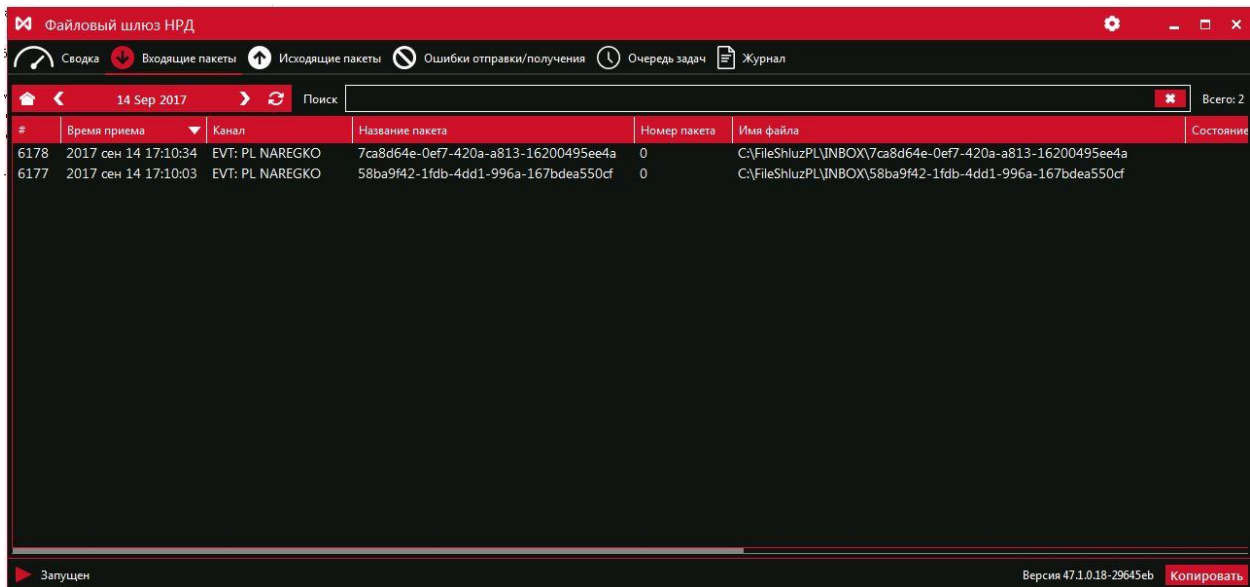 Файловый шлюз НРД
Сводка Входящие пакеты Исходящие пакеты Ошибки отправки/получения Очередь задач Журнал
14 Sep 2017 Поиск Всего: 2
# Время приема Канал Название пакета Номер пакета Имя файла Состояние
6178 2017 сен 14 17:10:34 EVT: PL NAREGKO 7ca8d64e-0ef7-420a-a813-16200495ee4a 0 C:\FileShluzPL\INBOX\7ca8d64e-0ef7-420a-a813-16200495ee4a
6177 2017 сен 14 17:10:03 EVT: PL NAREGKO 58ba9f42-1fdb-4dd1-996a-167bdea550cf 0 C:\FileShluzPL\INBOX\58ba9f42-1fdb-4dd1-996a-167bdea550cf
Запущен Версия 47.1.0.18-29645eb Копировать